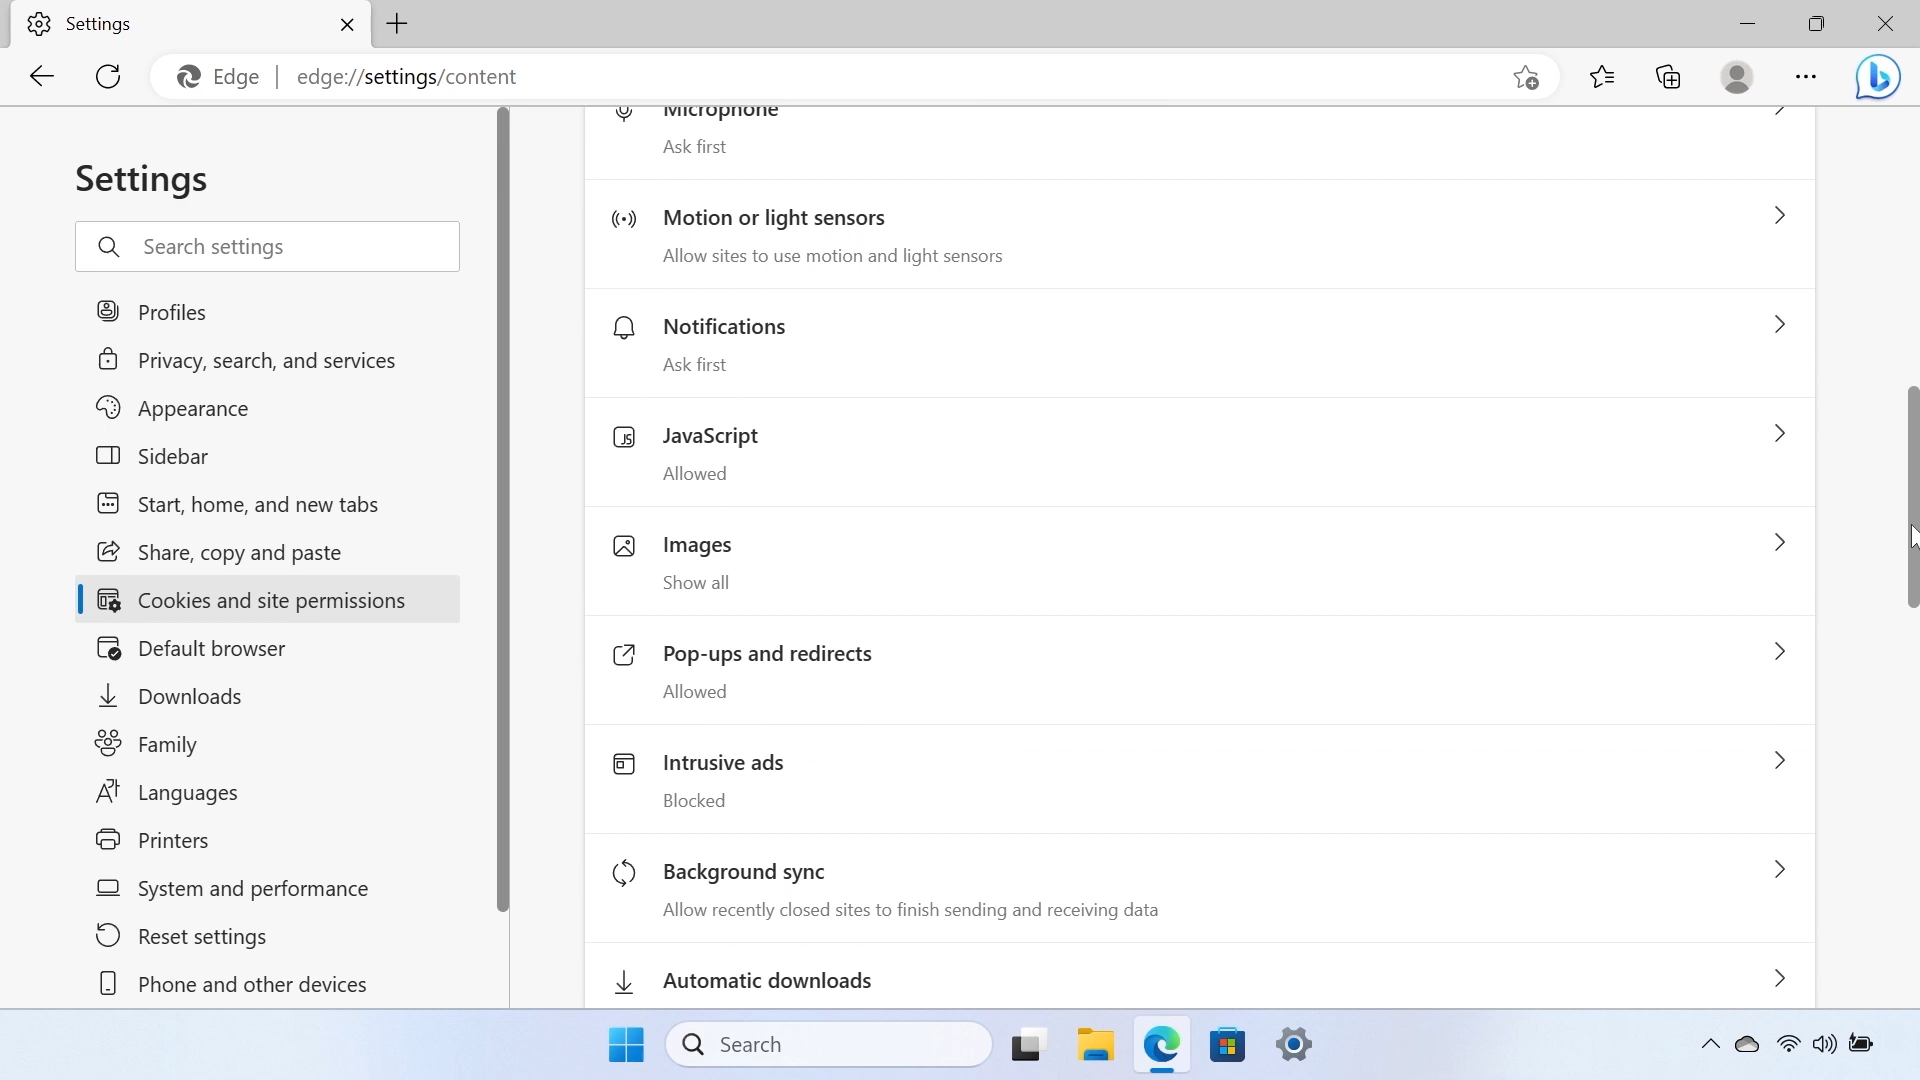 Settings
Edge
edge://settings/content
Settings
Search settings
Profiles
Privacy, search, and services
Appearance
Sidebar
Start, home, and new tabs
Share, copy and paste
Cookies and site permissions
Default browser
Downloads
Family
Languages
Printers
System and performance
Reset settings
Phone and other devices
Microphone
Ask first
Motion or light sensors
Allow sites to use motion and light sensors
Notifications
Ask first
JavaScript
Allowed
Images
Show all
Pop-ups and redirects
Allowed
Intrusive ads
Blocked
Background sync
Allow recently closed sites to finish sending and receiving data
Automatic downloads
Search